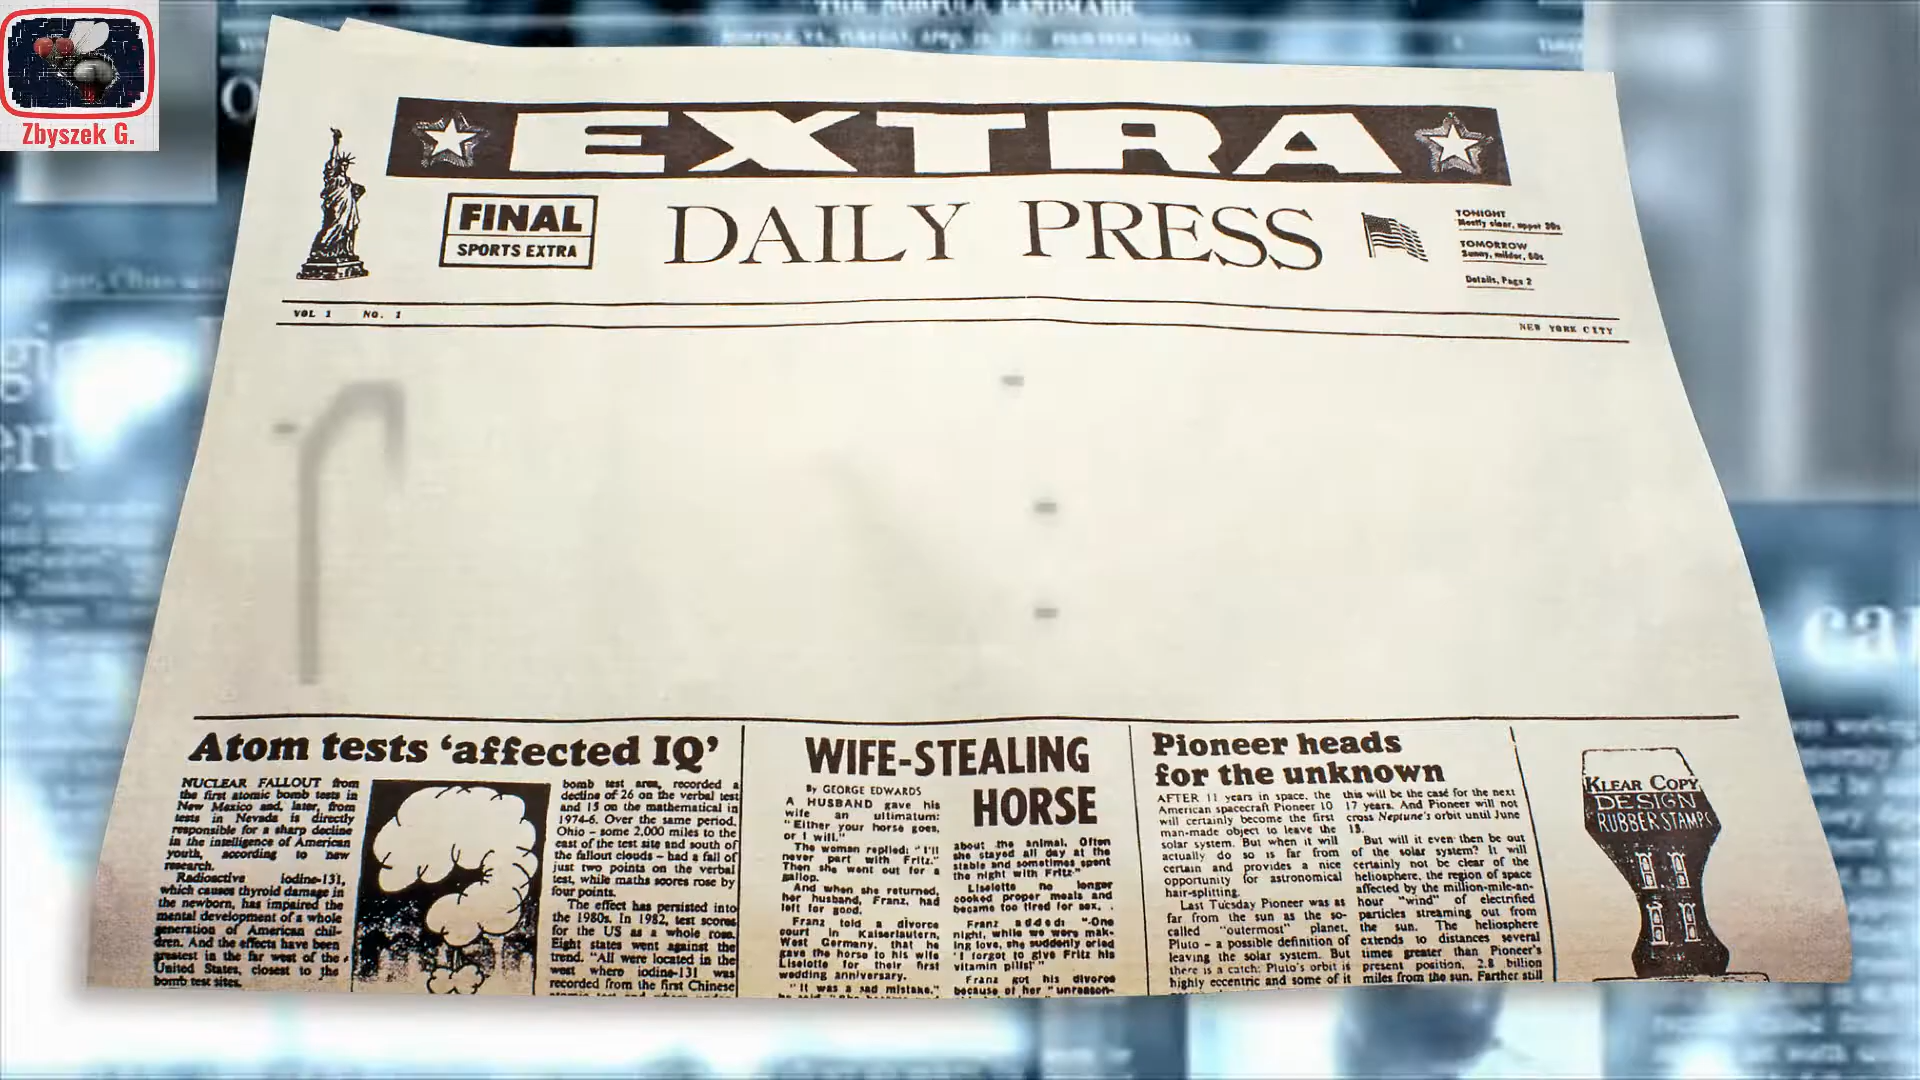 THE NORFOLK LANDMARK
Zbyszek G.
EXTRA
FINAL
SPORTS EXTRA
DAILY PRESS
TONIGHT
Mostly clear, upper 30s
TOMORROW
Sunny, milder, 60s
Details, Page 2
VOL 1 NO. 1
NEW YORK CITY
Atom tests ‘affected IQ’
NUCLEAR FALLOUT from
the first atomic bomb tests in
New Mexico and, later, from
tests in Nevada is directly
responsible for a sharp decline
in the intelligence of American
youth, according to new
research.
Radioactive iodine-131,
which causes thyroid damage in
the newborn, has impaired the
mental development of a whole
generation of American chil-
dren. And the effects have been
greatest in the far west of the
United States, closest to the
bomb test sites.
bomb test area, recorded a
decline of 26 on the verbal test
and 15 on the mathematical in
1974-6. Over the same period,
Ohio – some 2,000 miles to the
east of the test site and south of
the fallout clouds – had a fall of
just two points on the verbal
test, while maths scores rose by
four points.
The effect has persisted into
the 1980s. In 1982, test scores
for the US as a whole rose.
Eight states went against the
trend. "All were located in the
west where iodine-131 was
recorded from the first Chinese
WIFE-STEALING
HORSE
By GEORGE EDWARDS
A HUSBAND gave his
wife an ultimatum:
"Either your horse goes,
or I will."
The woman replied: "I'll
never part with Fritz."
Then she went out for a
gallop.
And when she returned,
her husband, Franz, had
left for good.
Franz told a divorce
court in Kaiserlautern,
West Germany, that he
gave the horse to his wife
Liselotte for their first
wedding anniversary.
"It was a sad mistake,"
about the animal. Often
she stayed all day at the
stable and sometimes spent
the night with Fritz."
Liselotte no longer
cooked proper meals and
became too tired for sex.
Franz added: "One
night, while we were mak-
ing love, she suddenly cried
'I forgot to give Fritz his
vitamin pills!'"
Franz got his divorce
because of her "unreason-
Pioneer heads
for the unknown
AFTER 11 years in space, the
American spacecraft Pioneer 10
will certainly become the first
man-made object to leave the
solar system. But when it will
actually do so is far from
certain and provides a nice
opportunity for astronomical
hair-splitting.
Last Tuesday Pioneer was as
far from the sun as the so-
called "outermost" planet,
Pluto – a possible definition of
leaving the solar system. But
there is a catch: Pluto's orbit is
highly eccentric and some of it
this will be the case for the next
17 years. And Pioneer will not
cross Neptune's orbit until June
13.
But will it even then be out
of the solar system? It will
certainly not be clear of the
heliosphere, the region of space
affected by the million-mile-an-
hour "wind" of electrified
particles streaming out from
the sun. The heliosphere
extends to distances several
times greater than Pioneer's
present position, 2.8 billion
miles from the sun. Farther still
KLEAR COPY
DESIGN
RUBBER STAMPS